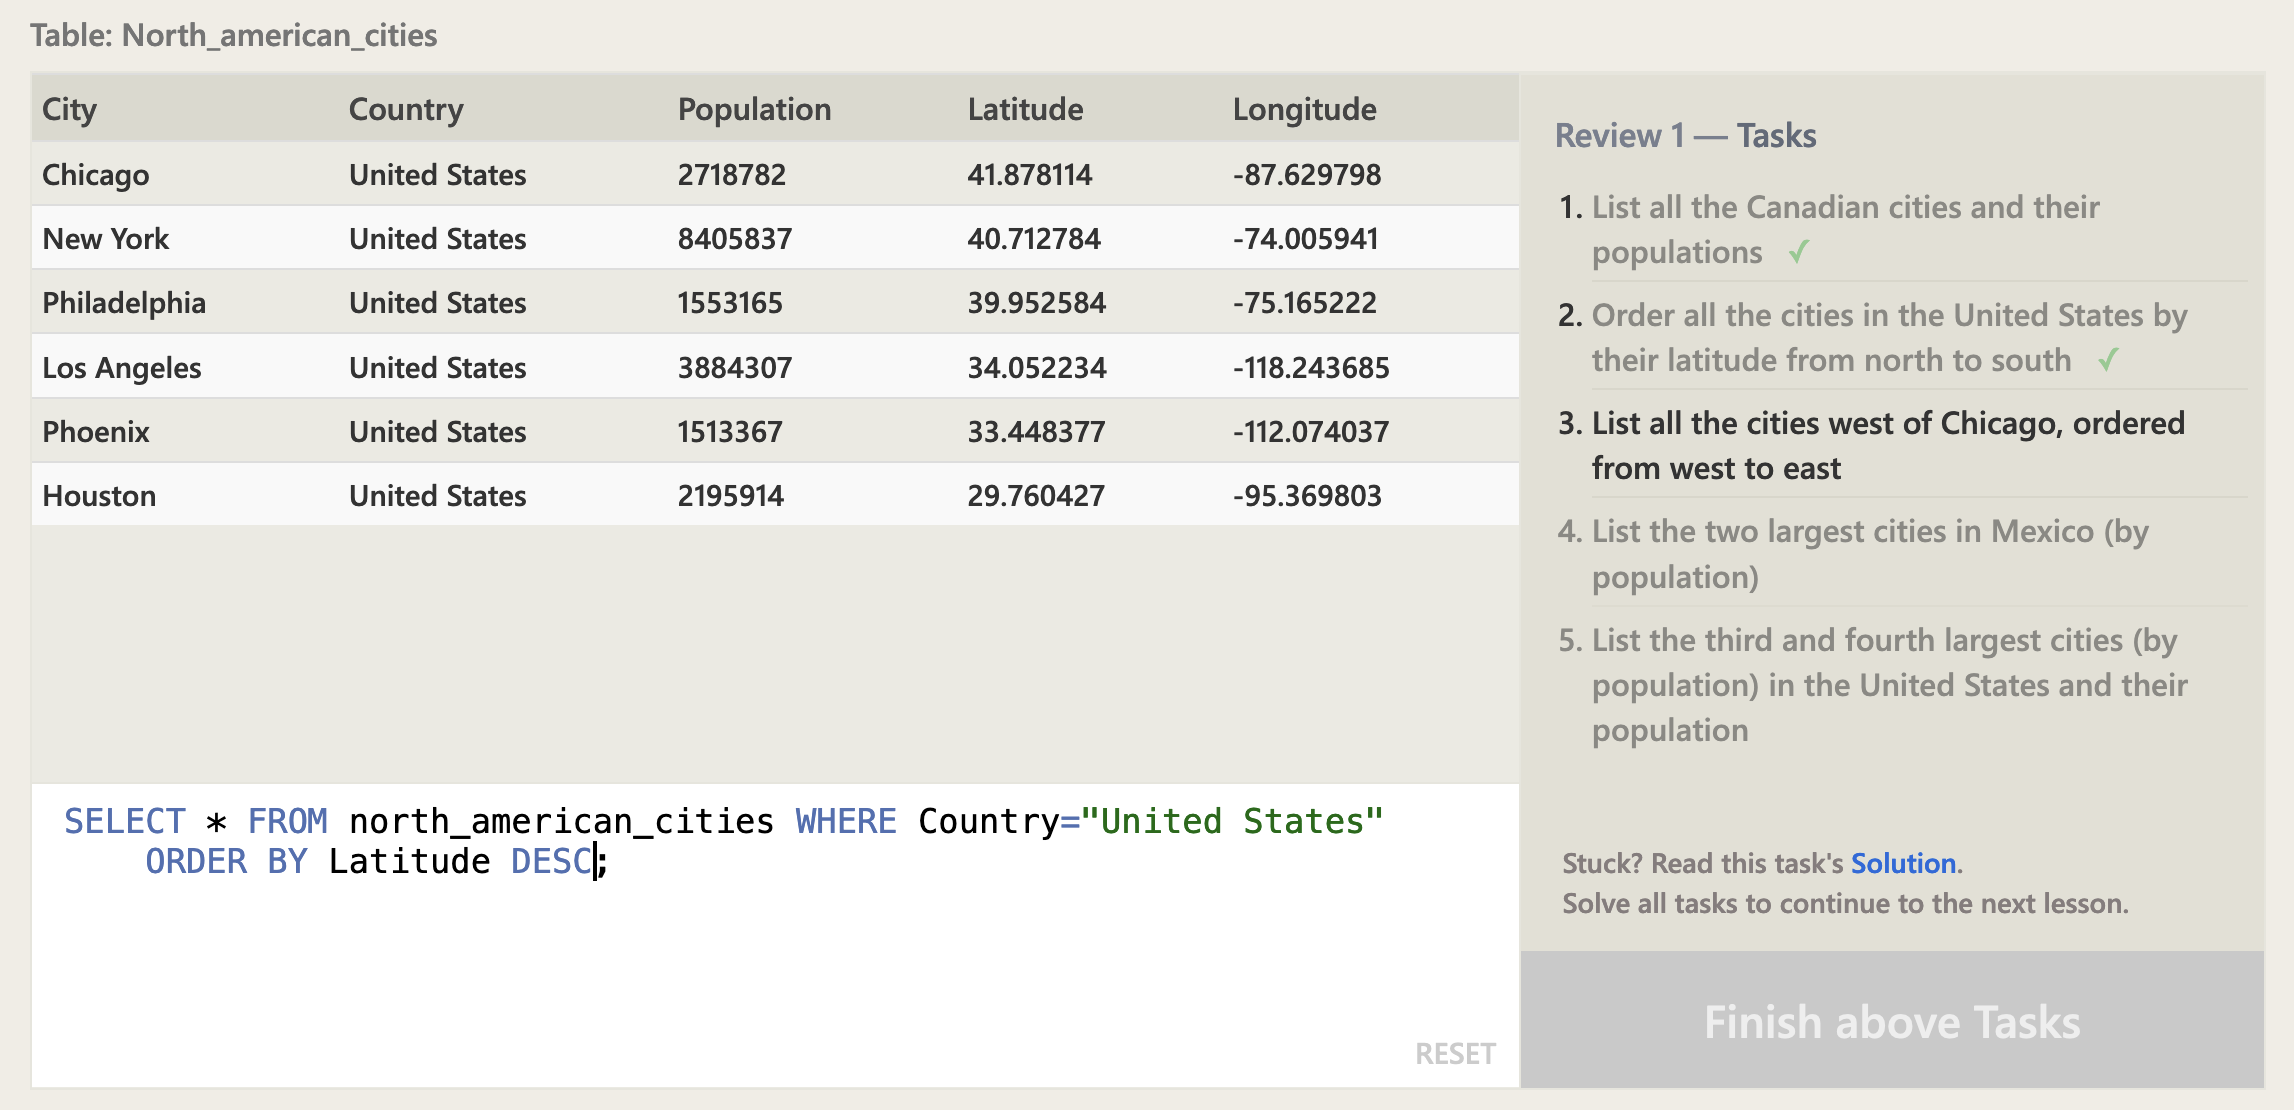 Table: North_american_cities
City Country Population Latitude Longitude
Chicago United States 2718782 41.878114 -87.629798
New York United States 8405837 40.712784 -74.005941
Philadelphia United States 1553165 39.952584 -75.165222
Los Angeles United States 3884307 34.052234 -118.243685
Phoenix United States 1513367 33.448377 -112.074037
Houston United States 2195914 29.760427 -95.369803
SELECT * FROM north_american_cities WHERE Country="United States"
ORDER BY Latitude DESC;
RESET
Review 1 — Tasks
1. List all the Canadian cities and their
populations ✓
2. Order all the cities in the United States by
their latitude from north to south ✓
3. List all the cities west of Chicago, ordered
from west to east
4. List the two largest cities in Mexico (by
population)
5. List the third and fourth largest cities (by
population) in the United States and their
population
Stuck? Read this task's Solution.
Solve all tasks to continue to the next lesson.
Finish above Tasks